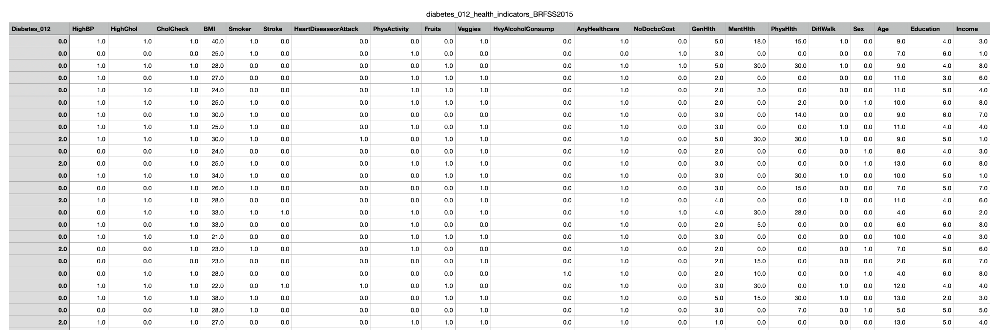 diabetes_012_health_indicators_BRFSS2015
Diabetes_012 HighBP HighChol CholCheck BMI Smoker Stroke HeartDiseaseorAttack PhysActivity Fruits Veggies HvyAlcoholConsump AnyHealthcare NoDocbcCost GenHlth MentHlth PhysHlth DiffWalk Sex Age Education Income
0.0 1.0 1.0 1.0 40.0 1.0 0.0 0.0 0.0 0.0 1.0 0.0 1.0 0.0 5.0 18.0 15.0 1.0 0.0 9.0 4.0 3.0
0.0 0.0 0.0 0.0 25.0 1.0 0.0 0.0 1.0 0.0 0.0 0.0 0.0 1.0 3.0 0.0 0.0 0.0 0.0 7.0 6.0 1.0
0.0 1.0 1.0 1.0 28.0 0.0 0.0 0.0 0.0 1.0 0.0 0.0 1.0 1.0 5.0 30.0 30.0 1.0 0.0 9.0 4.0 8.0
0.0 1.0 0.0 1.0 27.0 0.0 0.0 0.0 1.0 1.0 1.0 0.0 1.0 0.0 2.0 0.0 0.0 0.0 0.0 11.0 3.0 6.0
0.0 1.0 1.0 1.0 24.0 0.0 0.0 0.0 1.0 1.0 1.0 0.0 1.0 0.0 2.0 3.0 0.0 0.0 0.0 11.0 5.0 4.0
0.0 1.0 1.0 1.0 25.0 1.0 0.0 0.0 1.0 1.0 1.0 0.0 1.0 0.0 2.0 0.0 2.0 0.0 1.0 10.0 6.0 8.0
0.0 1.0 0.0 1.0 30.0 1.0 0.0 0.0 0.0 0.0 0.0 0.0 1.0 0.0 3.0 0.0 14.0 0.0 0.0 9.0 6.0 7.0
0.0 1.0 1.0 1.0 25.0 1.0 0.0 0.0 1.0 0.0 1.0 0.0 1.0 0.0 3.0 0.0 0.0 1.0 0.0 11.0 4.0 4.0
2.0 1.0 1.0 1.0 30.0 1.0 0.0 1.0 0.0 1.0 1.0 0.0 1.0 0.0 5.0 30.0 30.0 1.0 0.0 9.0 5.0 1.0
0.0 0.0 0.0 1.0 24.0 0.0 0.0 0.0 0.0 0.0 1.0 0.0 1.0 0.0 2.0 0.0 0.0 0.0 1.0 8.0 4.0 3.0
2.0 0.0 0.0 1.0 25.0 1.0 0.0 0.0 1.0 1.0 1.0 0.0 1.0 0.0 3.0 0.0 0.0 0.0 1.0 13.0 6.0 8.0
0.0 1.0 1.0 1.0 34.0 1.0 0.0 0.0 0.0 1.0 1.0 0.0 1.0 0.0 3.0 0.0 30.0 1.0 0.0 10.0 5.0 1.0
0.0 0.0 0.0 1.0 26.0 1.0 0.0 0.0 0.0 0.0 1.0 0.0 1.0 0.0 3.0 0.0 15.0 0.0 0.0 7.0 5.0 7.0
2.0 1.0 1.0 1.0 28.0 0.0 0.0 0.0 0.0 0.0 1.0 0.0 1.0 0.0 4.0 0.0 0.0 1.0 0.0 11.0 4.0 6.0
0.0 0.0 1.0 1.0 33.0 1.0 1.0 0.0 1.0 0.0 1.0 0.0 1.0 1.0 4.0 30.0 28.0 0.0 0.0 4.0 6.0 2.0
0.0 1.0 0.0 1.0 33.0 0.0 0.0 0.0 1.0 0.0 0.0 0.0 1.0 0.0 2.0 5.0 0.0 0.0 0.0 6.0 6.0 8.0
0.0 1.0 1.0 1.0 21.0 0.0 0.0 0.0 1.0 1.0 1.0 0.0 1.0 0.0 3.0 0.0 0.0 0.0 0.0 10.0 4.0 3.0
2.0 0.0 0.0 1.0 23.0 1.0 0.0 0.0 1.0 0.0 0.0 0.0 1.0 0.0 2.0 0.0 0.0 0.0 1.0 7.0 5.0 6.0
0.0 0.0 0.0 0.0 23.0 0.0 0.0 0.0 0.0 0.0 1.0 0.0 1.0 0.0 2.0 15.0 0.0 0.0 0.0 2.0 6.0 7.0
0.0 0.0 1.0 1.0 28.0 0.0 0.0 0.0 0.0 0.0 0.0 1.0 1.0 0.0 2.0 10.0 0.0 0.0 1.0 4.0 6.0 8.0
0.0 1.0 1.0 1.0 22.0 0.0 1.0 1.0 0.0 1.0 0.0 0.0 1.0 0.0 3.0 30.0 0.0 1.0 0.0 12.0 4.0 4.0
0.0 1.0 1.0 1.0 38.0 1.0 0.0 0.0 0.0 1.0 1.0 0.0 1.0 0.0 5.0 15.0 30.0 1.0 0.0 13.0 2.0 3.0
0.0 0.0 0.0 1.0 28.0 1.0 0.0 0.0 0.0 0.0 1.0 0.0 1.0 0.0 3.0 0.0 7.0 0.0 1.0 5.0 5.0 5.0
2.0 1.0 0.0 1.0 27.0 0.0 0.0 0.0 1.0 1.0 1.0 0.0 1.0 0.0 1.0 0.0 0.0 0.0 0.0 13.0 5.0 4.0